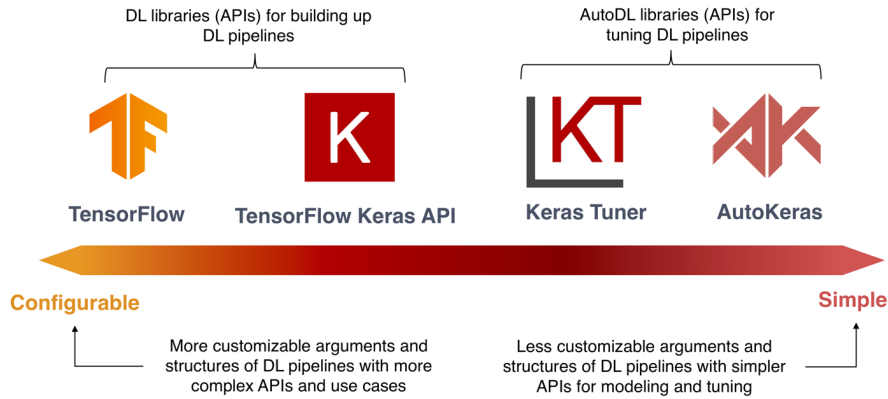 DL libraries (APIs) for building up
DL pipelines
AutoDL libraries (APIs) for
tuning DL pipelines
TF
K
KT
AK
TensorFlow
TensorFlow Keras API
Keras Tuner
AutoKeras
Configurable
Simple
More customizable arguments and
structures of DL pipelines with more
complex APIs and use cases
Less customizable arguments and
structures of DL pipelines with simpler
APIs for modeling and tuning